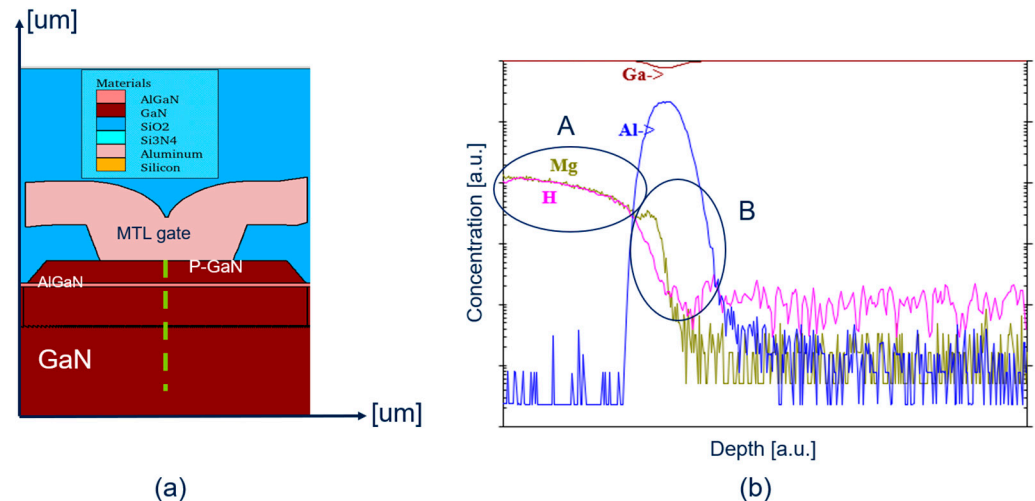 [um]
Materials
AlGaN
GaN
SiO2
Si3N4
Aluminum
Silicon
MTL gate
P-GaN
AlGaN
GaN
[um]
(a)
Ga->
A
Al->
Mg
H
B
Concentration [a.u.]
Depth [a.u.]
(b)